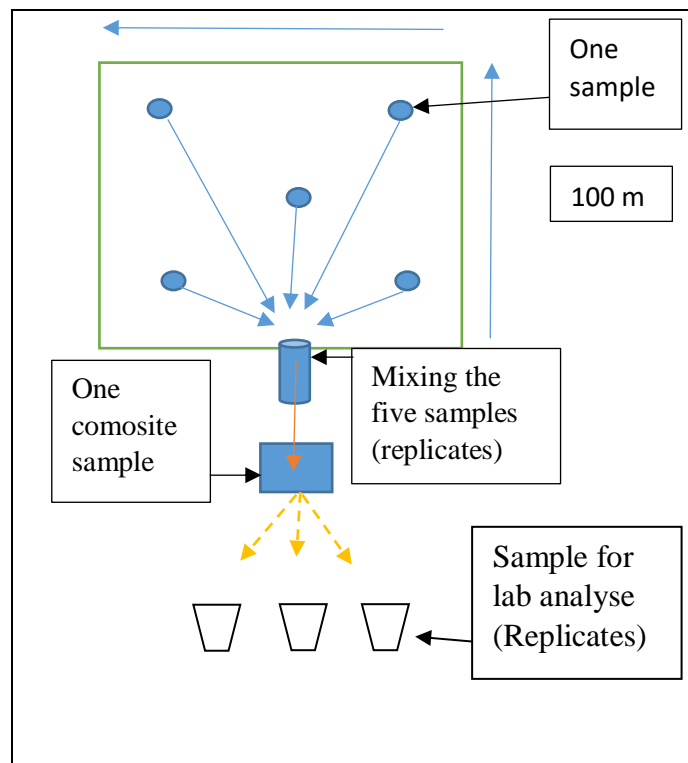 One
sample
100 m
Mixing the
five samples
(replicates)
One
comosite
sample
Sample for
lab analyse
(Replicates)